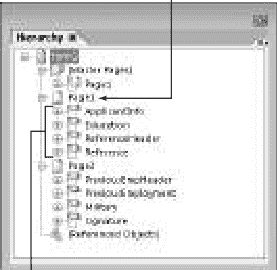 Hierarchy
(Master Pages)
Page1
Page1
ApplicantInfo
Education
ReferenceHeader
Reference
Page2
PreviousEmpHeader
PreviousEmployment
Military
Signature
(Referenced Objects)